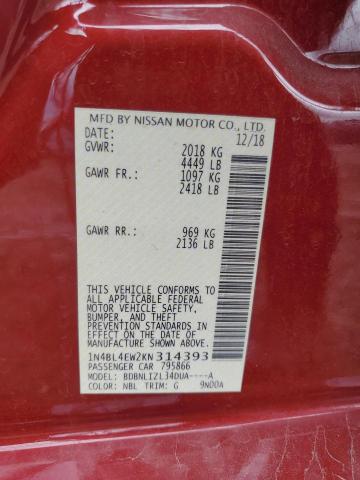 MFD BY NISSAN MOTOR CO., LTD.
DATE: 12/18
GVWR: 2018 KG
4449 LB
GAWR FR.: 1097 KG
2418 LB
GAWR RR.: 969 KG
2136 LB
THIS VEHICLE CONFORMS TO
ALL APPLICABLE FEDERAL
MOTOR VEHICLE SAFETY,
BUMPER, AND THEFT
PREVENTION STANDARDS
IN EFFECT ON THE DATE OF
MANUFACTURE SHOWN ABOVE.
1N4BL4EW2KN314393
PASSENGER CAR 795866
MODEL: BDBNLIZL34DUA----A
COLOR: NBL TRIM: G 9N00A